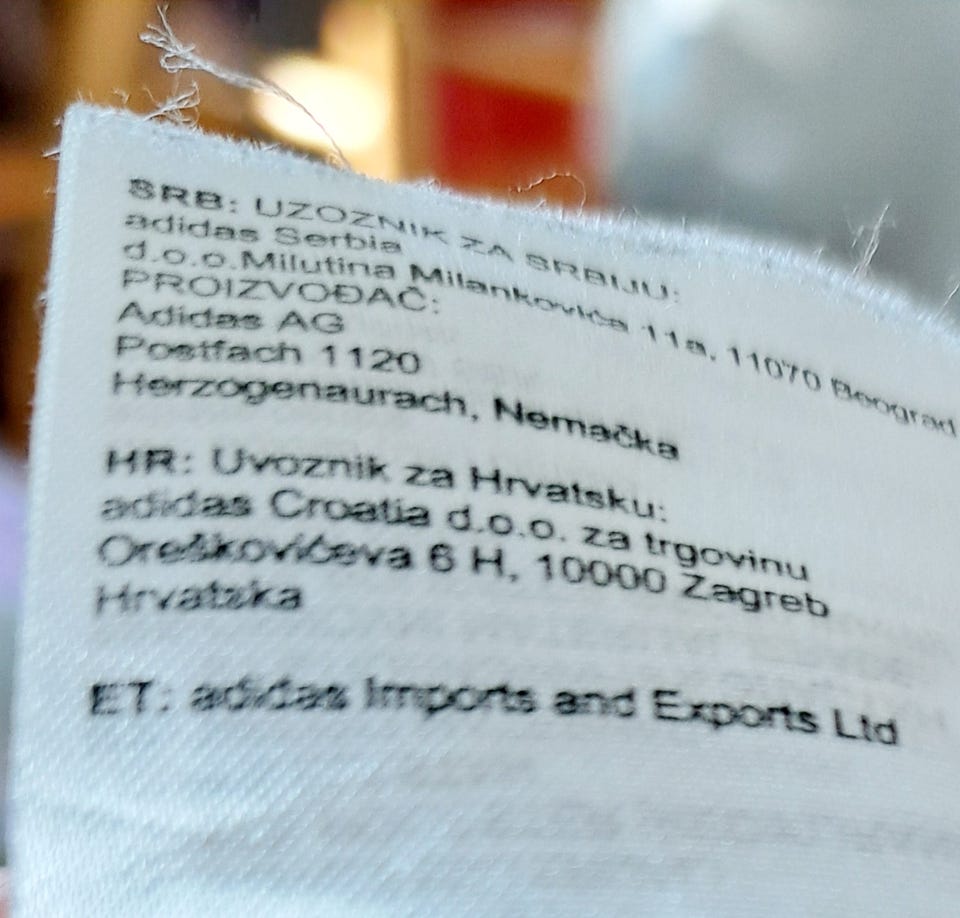 SRB: UZOZNIK ZA SRBIJU:
adidas Serbia
d.o.o.Milutina Milankovića 11a, 11070 Beograd
PROIZVOĐAČ:
Adidas AG
Postfach 1120
Herzogenaurach, Nemačka
HR: Uvoznik za Hrvatsku:
adidas Croatia d.o.o. za trgovinu
Oreškovićeva 6 H, 10000 Zagreb
Hrvatska
ET: adidas Imports and Exports Ltd